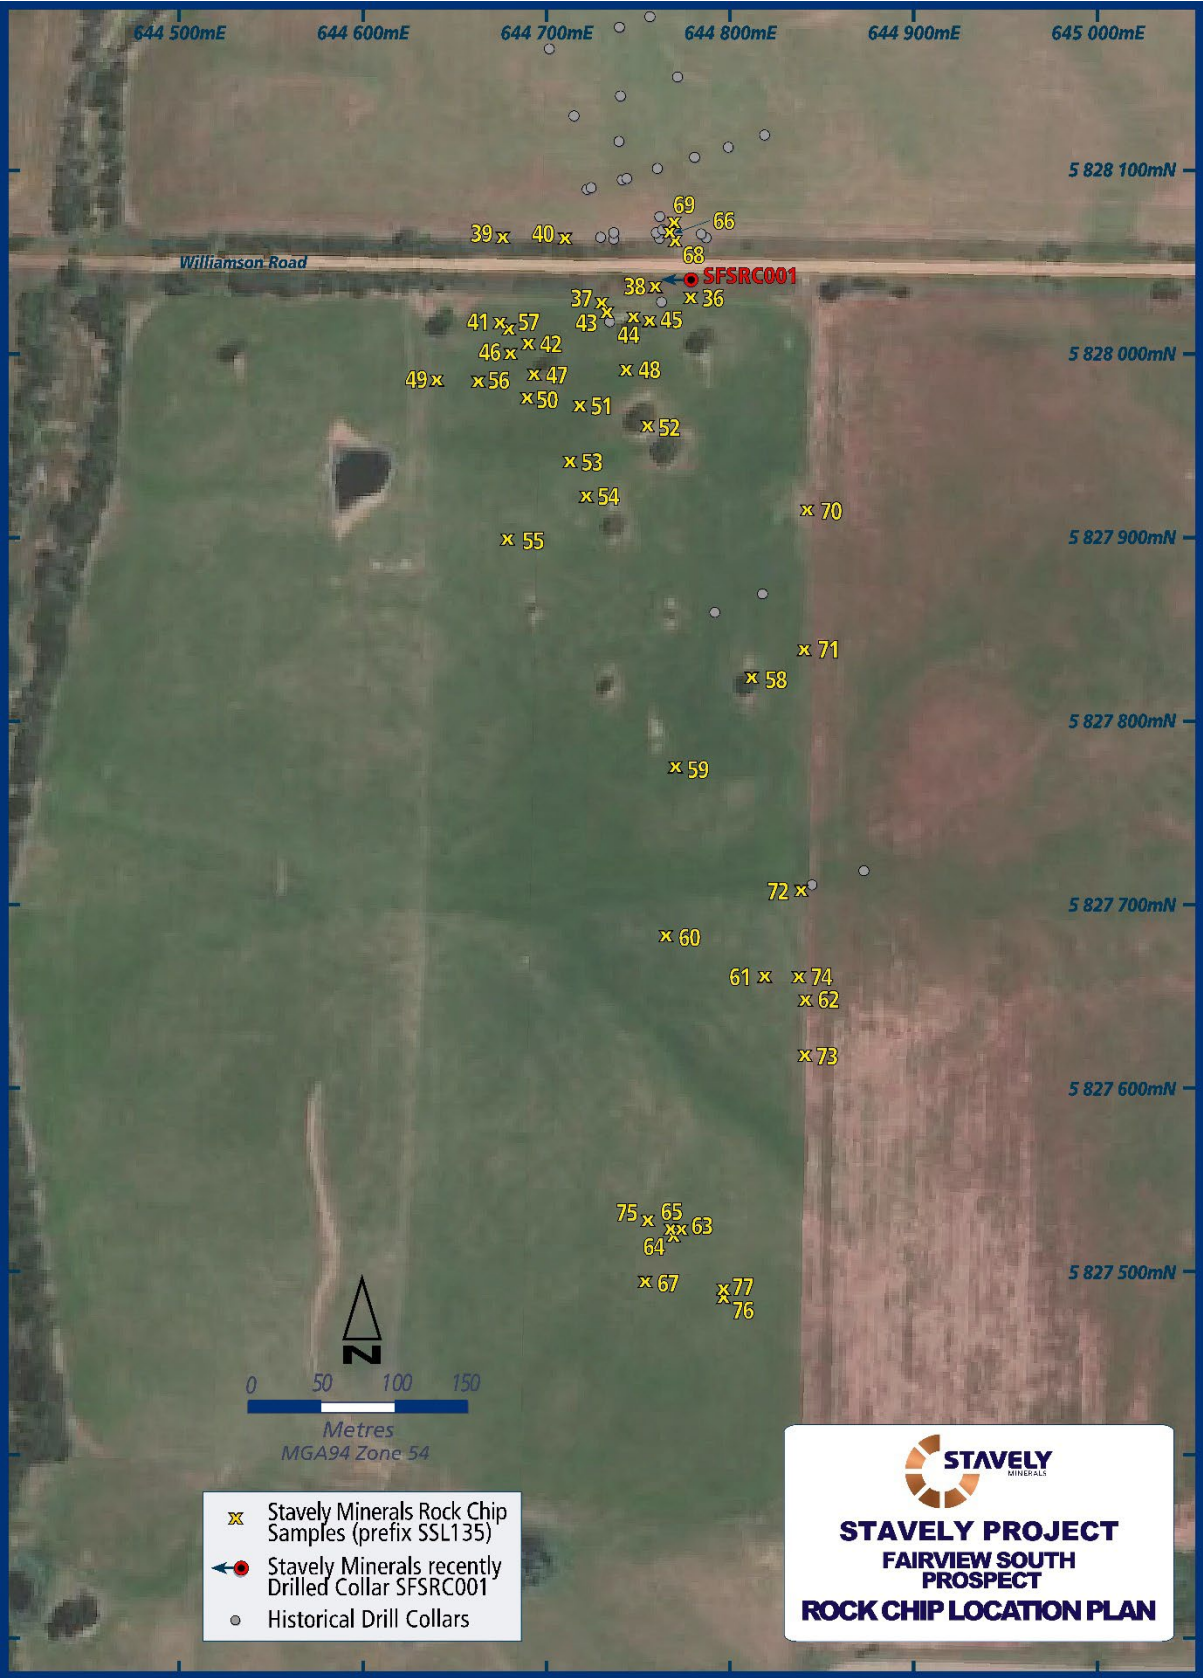 644 500mE 644 600mE 644 700mE 644 800mE 644 900mE 645 000mE
5 828 100mN
69
66
39
40
68
Williamson Road
SFSRC001
38
36
37
41
57
43
45
44
42
46
5 828 000mN
48
47
49
56
50
51
52
53
54
70
55
5 827 900mN
71
58
5 827 800mN
59
72
5 827 700mN
60
61
74
62
73
5 827 600mN
75
65
63
64
5 827 500mN
67
77
76
N
0 50 100 150
Metres
MGA94 Zone 54
Stavely Minerals Rock Chip
Samples (prefix SSL135)
Stavely Minerals recently
Drilled Collar SFSRC001
Historical Drill Collars
STAVELY
MINERALS
STAVELY PROJECT
FAIRVIEW SOUTH
PROSPECT
ROCK CHIP LOCATION PLAN